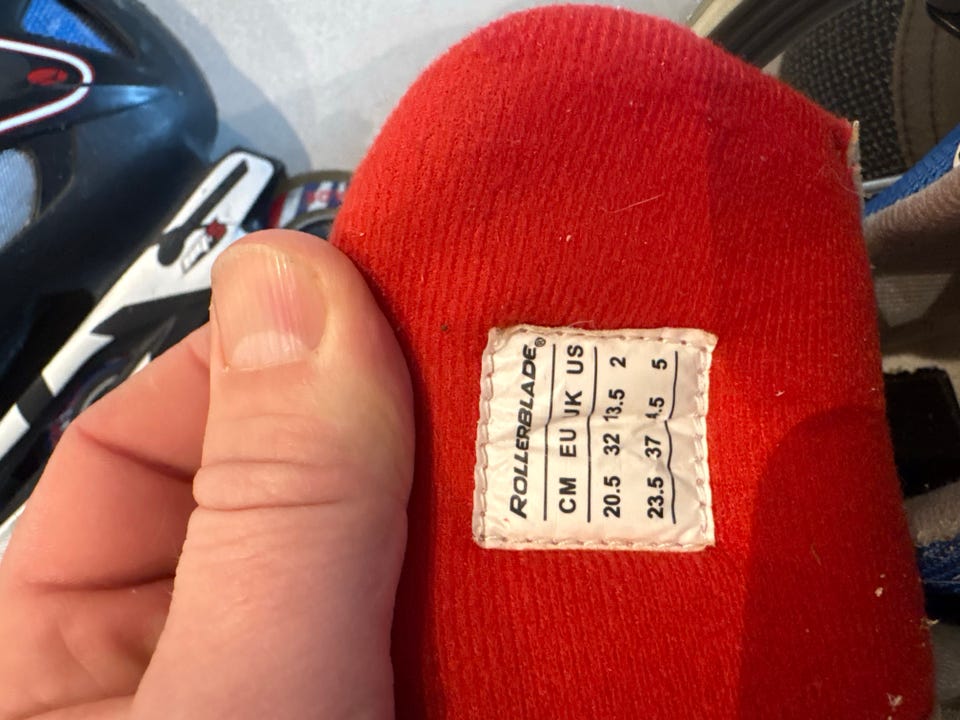 ROLLERBLADE®
CM EU UK US
20.5 32 13.5 2
23.5 37 4.5 5